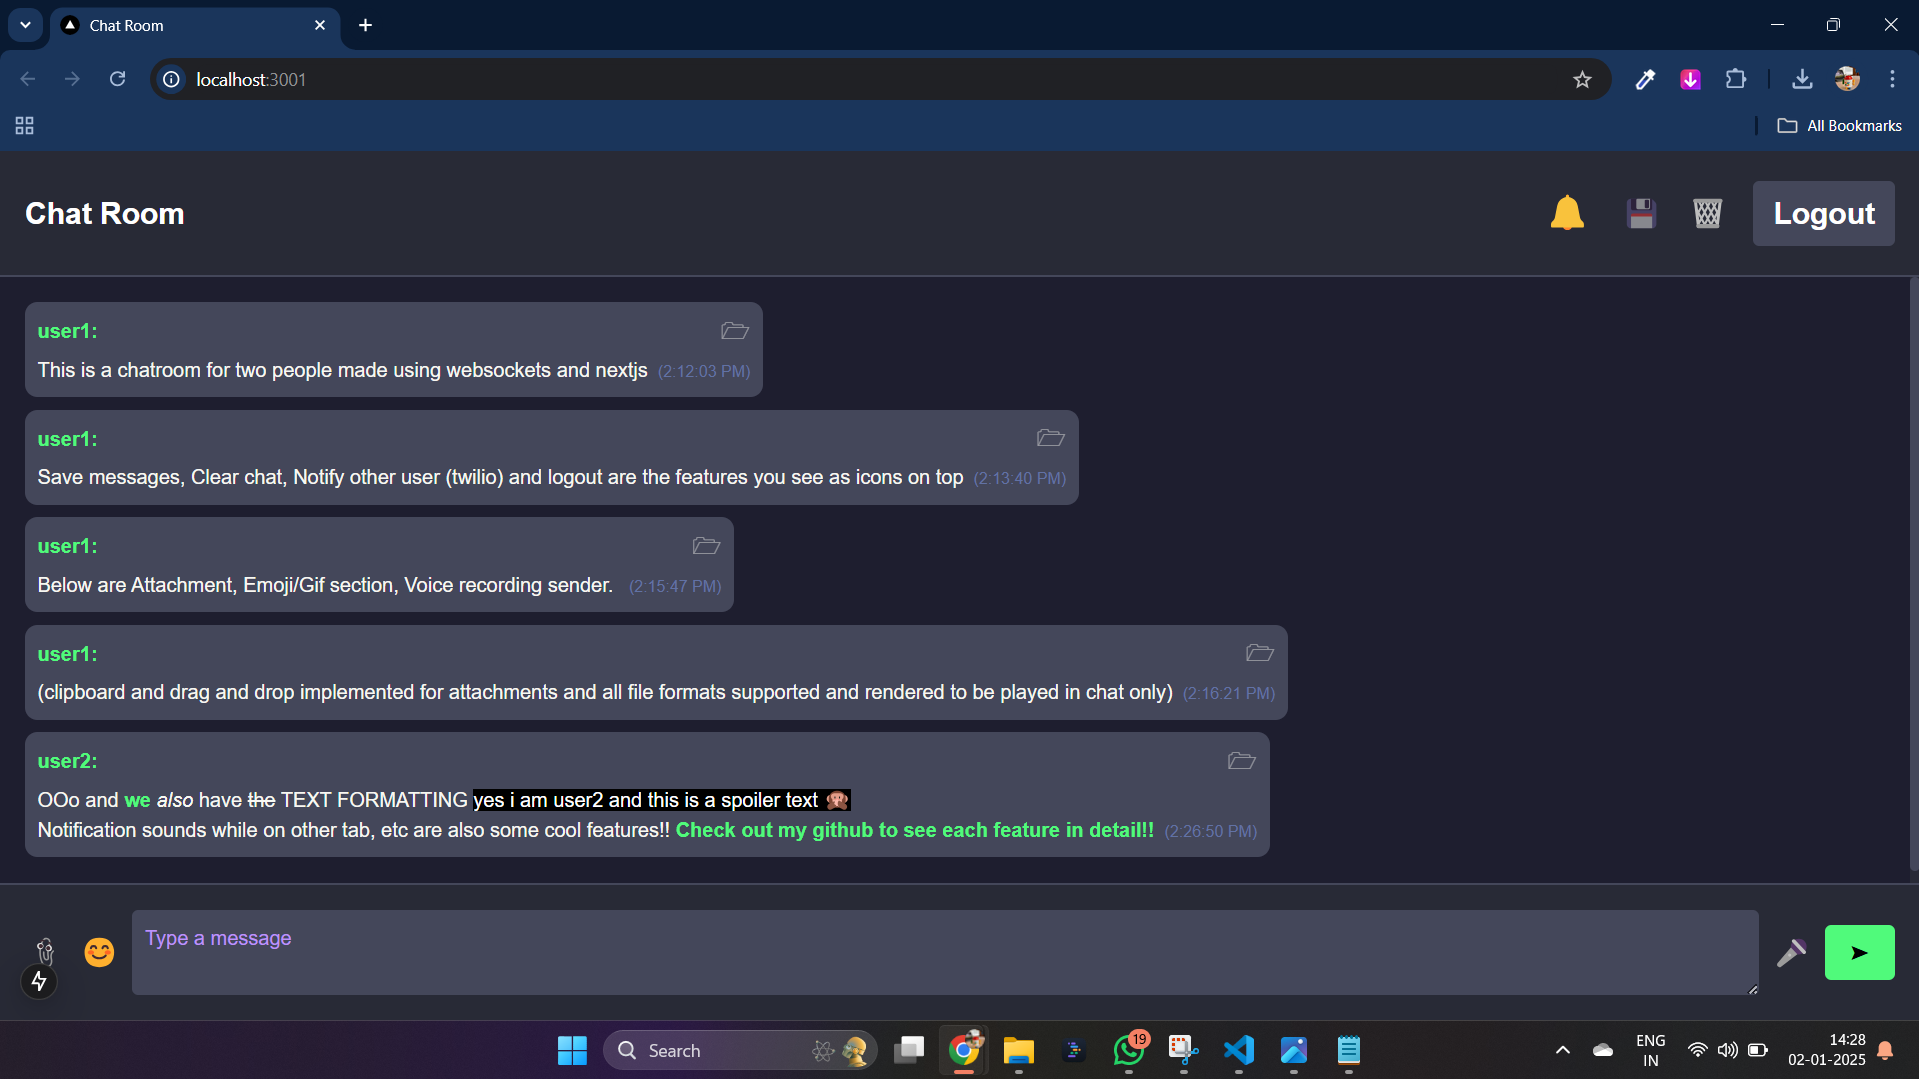 Chat Room
localhost:3001
All Bookmarks
Chat Room
Logout
user1:
This is a chatroom for two people made using websockets and nextjs (2:12:03 PM)
user1:
Save messages, Clear chat, Notify other user (twilio) and logout are the features you see as icons on top (2:13:40 PM)
user1:
Below are Attachment, Emoji/Gif section, Voice recording sender. (2:15:47 PM)
user1:
(clipboard and drag and drop implemented for attachments and all file formats supported and rendered to be played in chat only) (2:16:21 PM)
user2:
OOo and we also have the TEXT FORMATTING yes i am user2 and this is a spoiler text 🙊
Notification sounds while on other tab, etc are also some cool features!! Check out my github to see each feature in detail!! (2:26:50 PM)
Type a message
Search
19
ENG
IN
14:28
02-01-2025